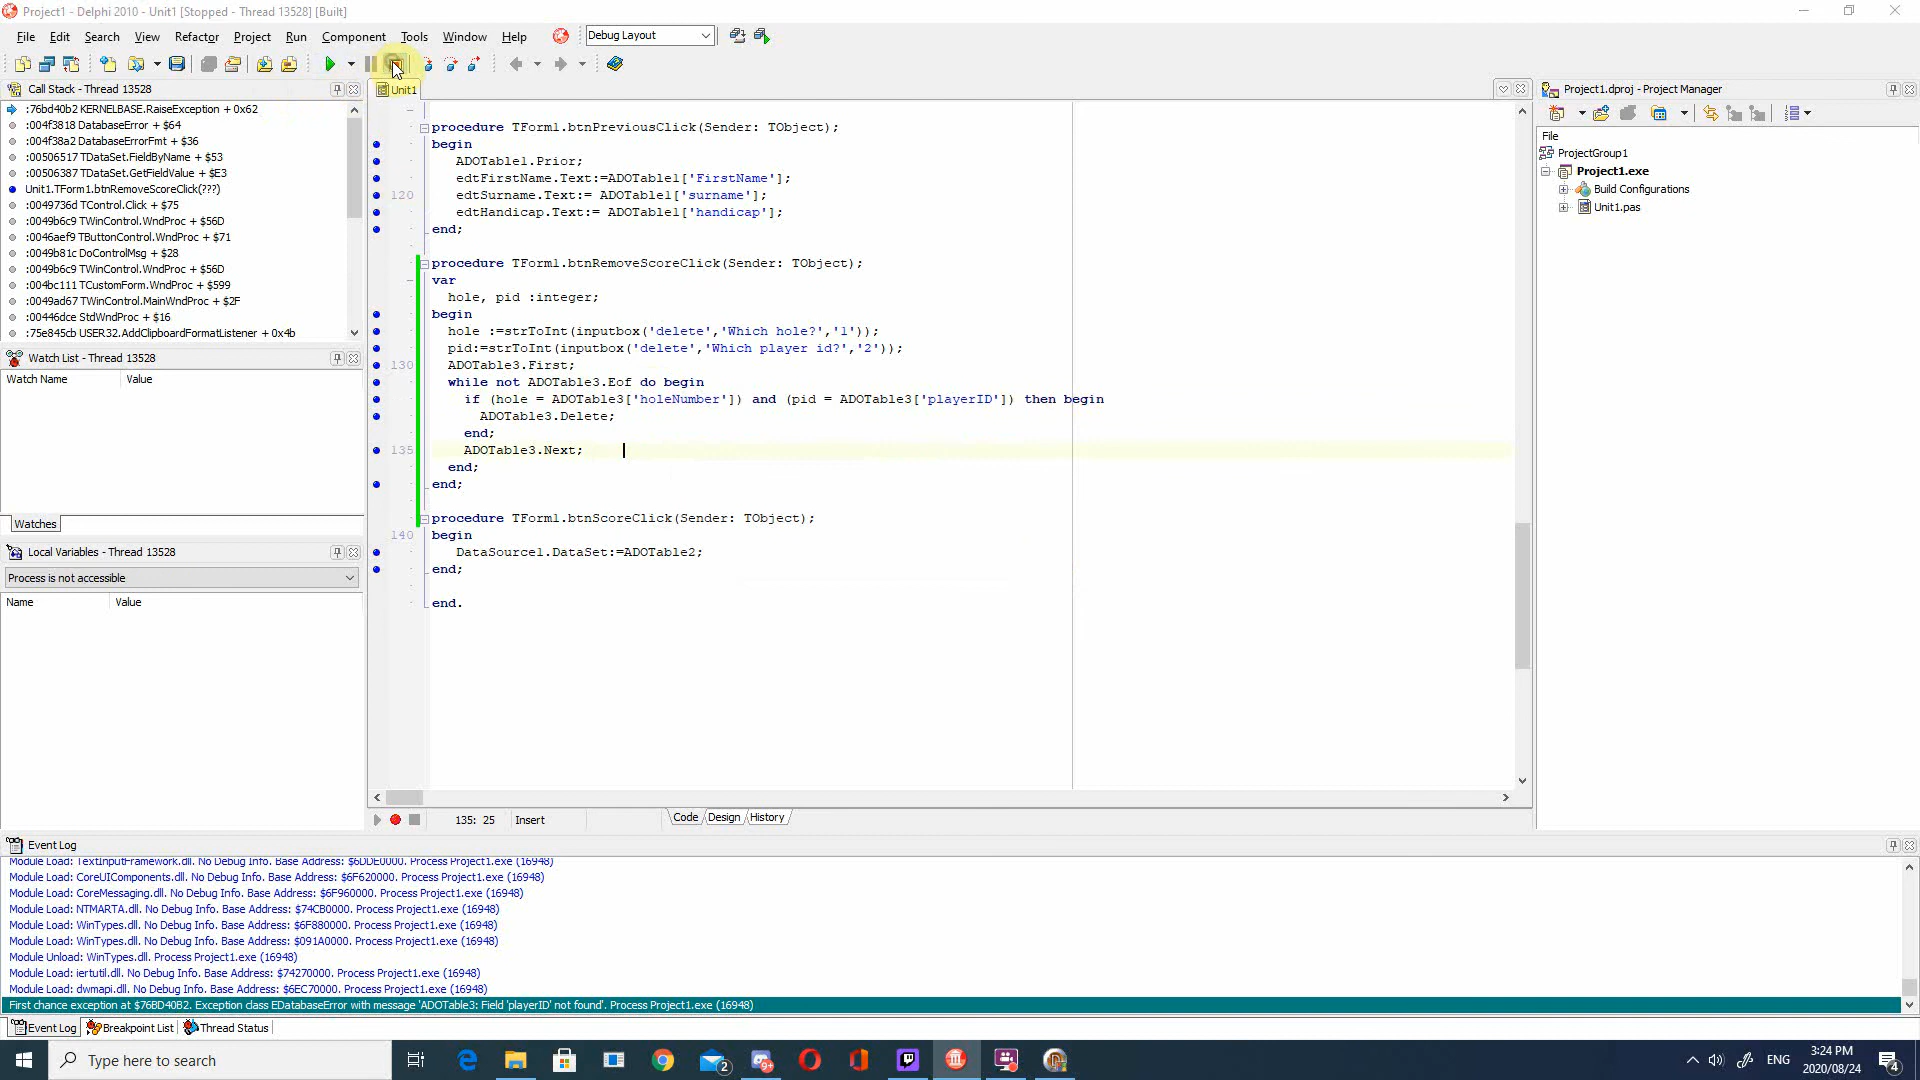 Project1 - Delphi 2010 - Unit1 [Stopped - Thread 13528] [Built]
File Edit Search View Refactor Project Run Component Tools Window Help Debug Layout
Call Stack - Thread 13528
:76bd40b2 KERNELBASE.RaiseException + 0x62
:004f3818 DatabaseError + $64
:004f38a2 DatabaseErrorFmt + $36
:00506517 TDataSet.FieldByName + $53
:00506387 TDataSet.GetFieldValue + $E3
Unit1.TForm1.btnRemoveScoreClick(???)
:0049736d TControl.Click + $75
:0049b6c9 TWinControl.WndProc + $56D
:0046aef9 TButtonControl.WndProc + $71
:0049b81c DoControlMsg + $28
:0049b6c9 TWinControl.WndProc + $56D
:004bc111 TCustomForm.WndProc + $599
:0049ad67 TWinControl.MainWndProc + $2F
:00446dce StdWndProc + $16
:75e845cb USER32.AddClipboardFormatListener + 0x4b
Watch List - Thread 13528
Watch Name Value
Watches
Local Variables - Thread 13528
Process is not accessible
Name Value
Unit1
procedure TForm1.btnPreviousClick(Sender: TObject);
begin
ADOTable1.Prior;
edtFirstName.Text:=ADOTable1['FirstName'];
120 edtSurname.Text:= ADOTable1['surname'];
edtHandicap.Text:= ADOTable1['handicap'];
end;
procedure TForm1.btnRemoveScoreClick(Sender: TObject);
var
hole, pid :integer;
begin
hole :=strToInt(inputbox('delete','Which hole?','1'));
pid:=strToInt(inputbox('delete','Which player id?','2'));
130 ADOTable3.First;
while not ADOTable3.Eof do begin
if (hole = ADOTable3['holeNumber']) and (pid = ADOTable3['playerID']) then begin
ADOTable3.Delete;
end;
135 ADOTable3.Next;
end;
end;
procedure TForm1.btnScoreClick(Sender: TObject);
140 begin
DataSource1.DataSet:=ADOTable2;
end;
end.
135: 25 Insert Code Design History
Project1.dproj - Project Manager
File
ProjectGroup1
Project1.exe
Build Configurations
Unit1.pas
Event Log
Module Load: TextInputFramework.dll. No Debug Info. Base Address: $6DDE0000. Process Project1.exe (16948)
Module Load: CoreUIComponents.dll. No Debug Info. Base Address: $6F620000. Process Project1.exe (16948)
Module Load: CoreMessaging.dll. No Debug Info. Base Address: $6F960000. Process Project1.exe (16948)
Module Load: NTMARTA.dll. No Debug Info. Base Address: $74CB0000. Process Project1.exe (16948)
Module Load: WinTypes.dll. No Debug Info. Base Address: $6F880000. Process Project1.exe (16948)
Module Load: WinTypes.dll. No Debug Info. Base Address: $091A0000. Process Project1.exe (16948)
Module Unload: WinTypes.dll. Process Project1.exe (16948)
Module Load: iertutil.dll. No Debug Info. Base Address: $74270000. Process Project1.exe (16948)
Module Load: dwmapi.dll. No Debug Info. Base Address: $6EC70000. Process Project1.exe (16948)
First chance exception at $76BD40B2. Exception class EDatabaseError with message 'ADOTable3: Field 'playerID' not found'. Process Project1.exe (16948)
Event Log Breakpoint List Thread Status
Type here to search 2 9+ ENG 3:24 PM 4
2020/08/24